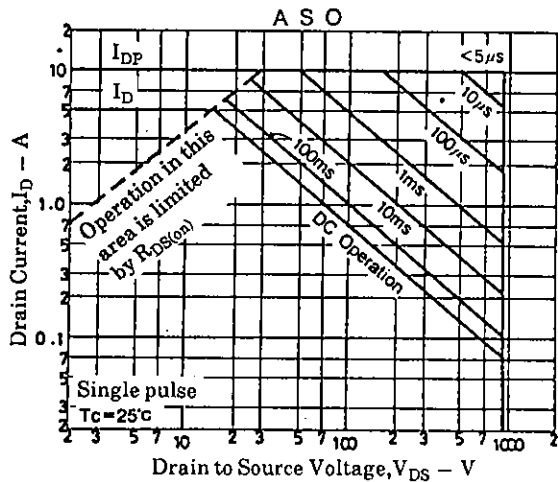 A S O
2
10
7
5
3
2
1.0
7
5
3
2
0.1
7
5
3
2
Drain Current, I_D – A
I_DP
I_D
<5μs
10μs
100μs
1ms
10ms
100ms
DC Operation
Operation in this
area is limited
by R_DS(on)
Single pulse
Tc=25°C
2 3 5 7 10 2 3 5 7 100 2 3 5 7 1000 2
Drain to Source Voltage, V_DS – V